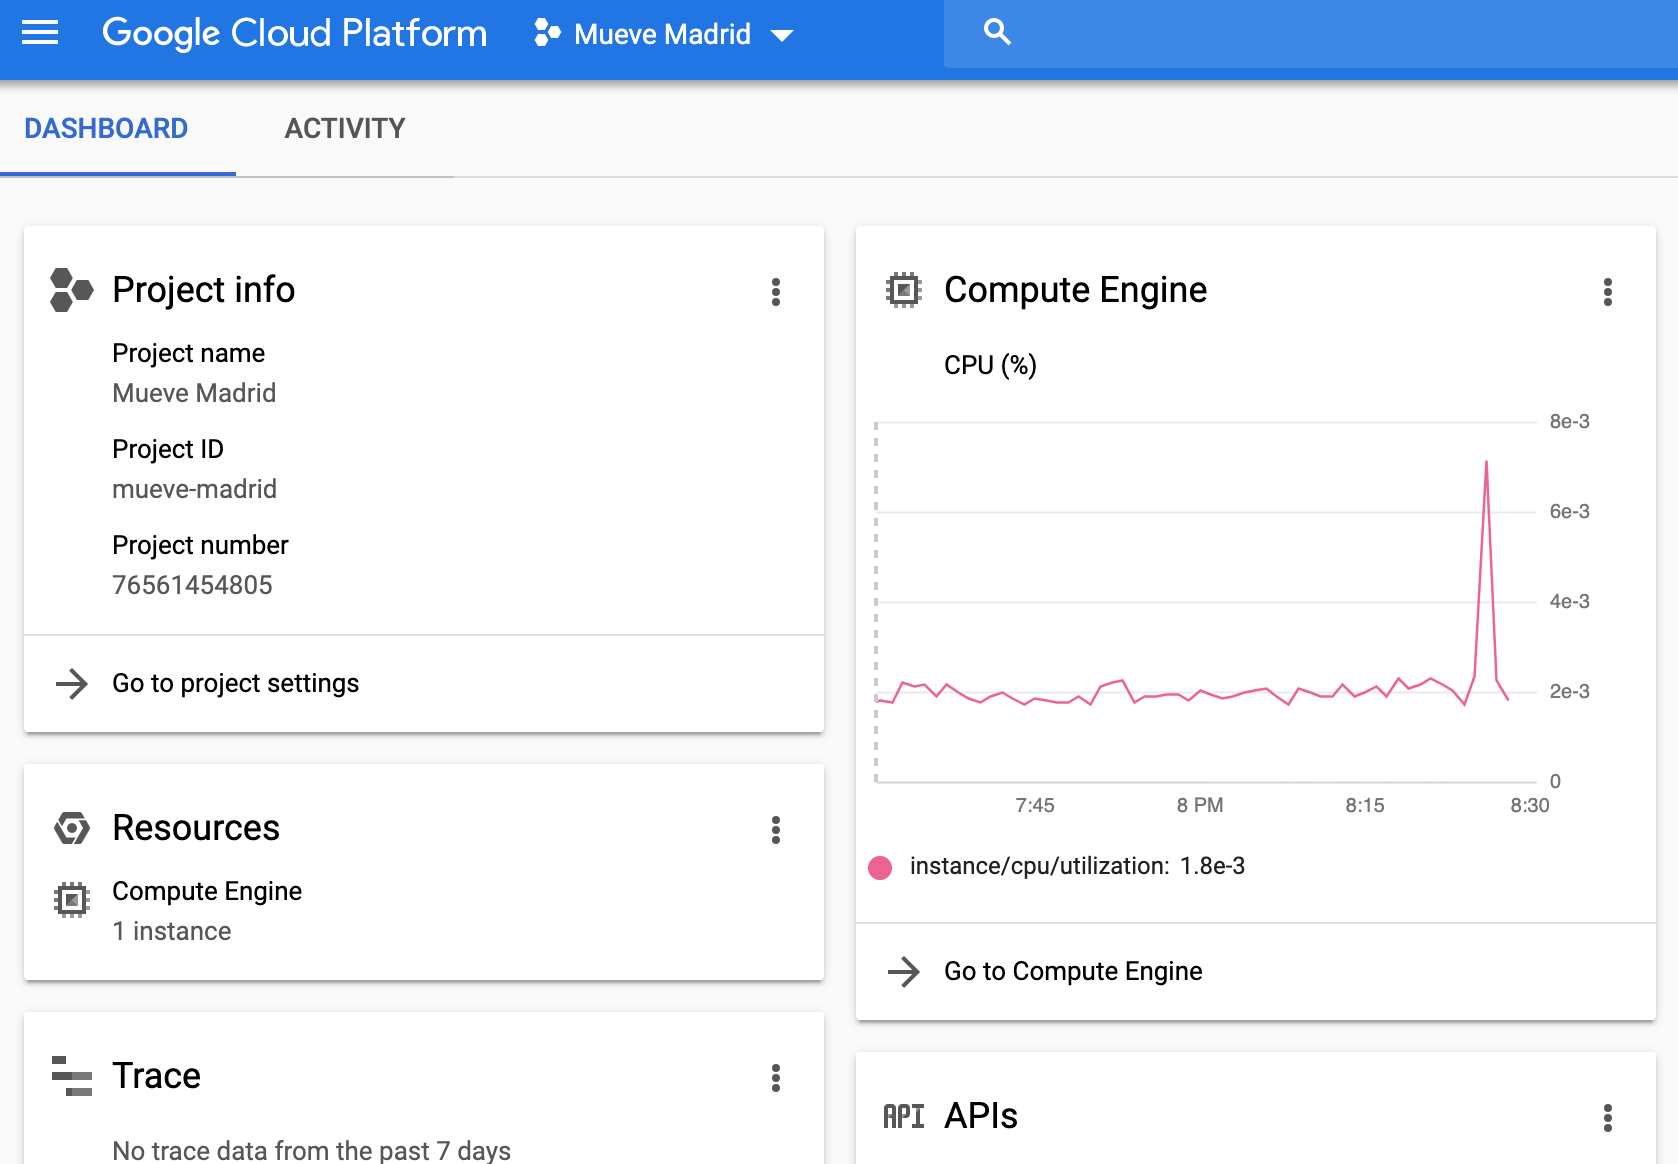 Google Cloud Platform
Mueve Madrid
DASHBOARD
ACTIVITY
Project info
Project name
Mueve Madrid
Project ID
mueve-madrid
Project number
76561454805
Go to project settings
Resources
Compute Engine
1 instance
Trace
No trace data from the past 7 days
Compute Engine
CPU (%)
8e-3
6e-3
4e-3
2e-3
0
7:45
8 PM
8:15
8:30
instance/cpu/utilization: 1.8e-3
Go to Compute Engine
API
APIs